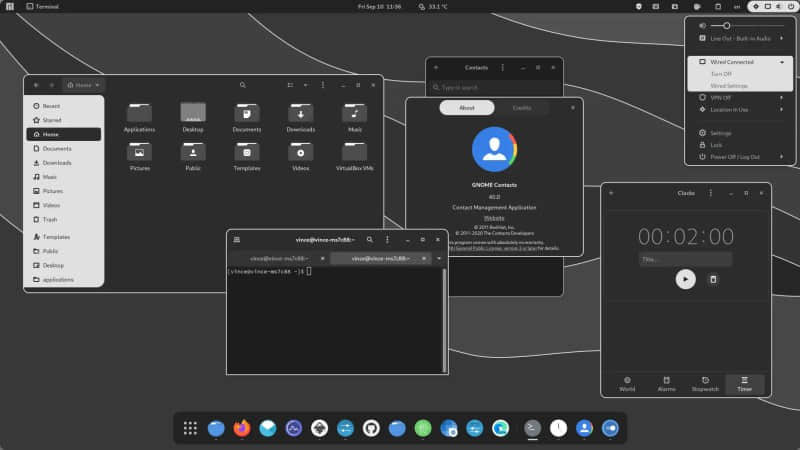 Terminal
Fri Sep 10 11:36
33.1 °C
en
Line Out - Built-in Audio
Wired Connected
Turn Off
Wired Settings
VPN Off
Location In Use
Settings
Lock
Power Off / Log Out
Home
Recent
Starred
Home
Documents
Downloads
Music
Pictures
Videos
Trash
Templates
Public
Desktop
applications
Applications Desktop Documents Downloads Music
Pictures Public Templates Videos VirtualBox VMs
Contacts
Type to search
About Credits
GNOME Contacts
40.0
Contact Management Application
Website
© 2011 Red Hat, Inc.
© 2011-2020 The Contacts Developers
program comes with absolutely no warranty.
General Public License, version 2 or later for details.
vince@vince-ms7c88:~
vince@vince-ms7c88:~ vince@vince-ms7c88:~
[vince@vince-ms7c88 ~]$
Clocks
00:02:00
Title...
World Alarms Stopwatch Timer